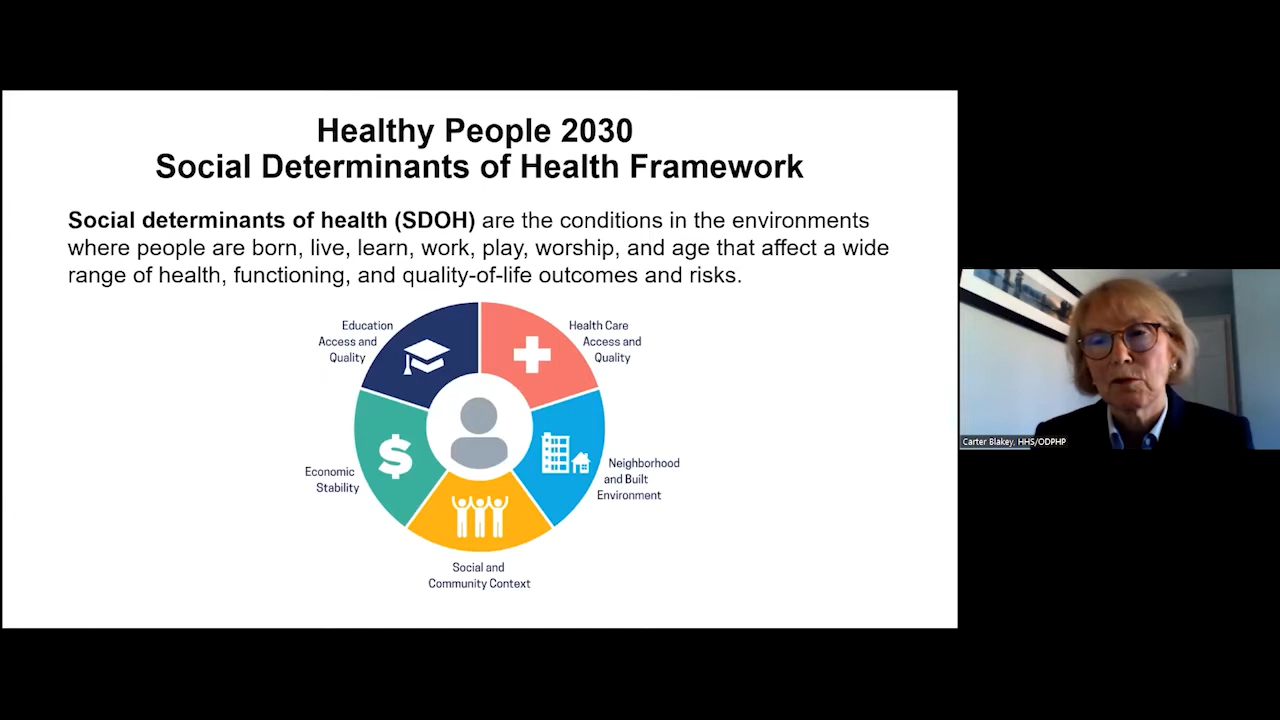 Healthy People 2030
Social Determinants of Health Framework
Social determinants of health (SDOH) are the conditions in the environments
where people are born, live, learn, work, play, worship, and age that affect a wide
range of health, functioning, and quality-of-life outcomes and risks.
Education
Access and
Quality
Health Care
Access and
Quality
Economic
Stability
Neighborhood
and Built
Environment
Social and
Community Context
Carter Blakey, HHS/ODPHP